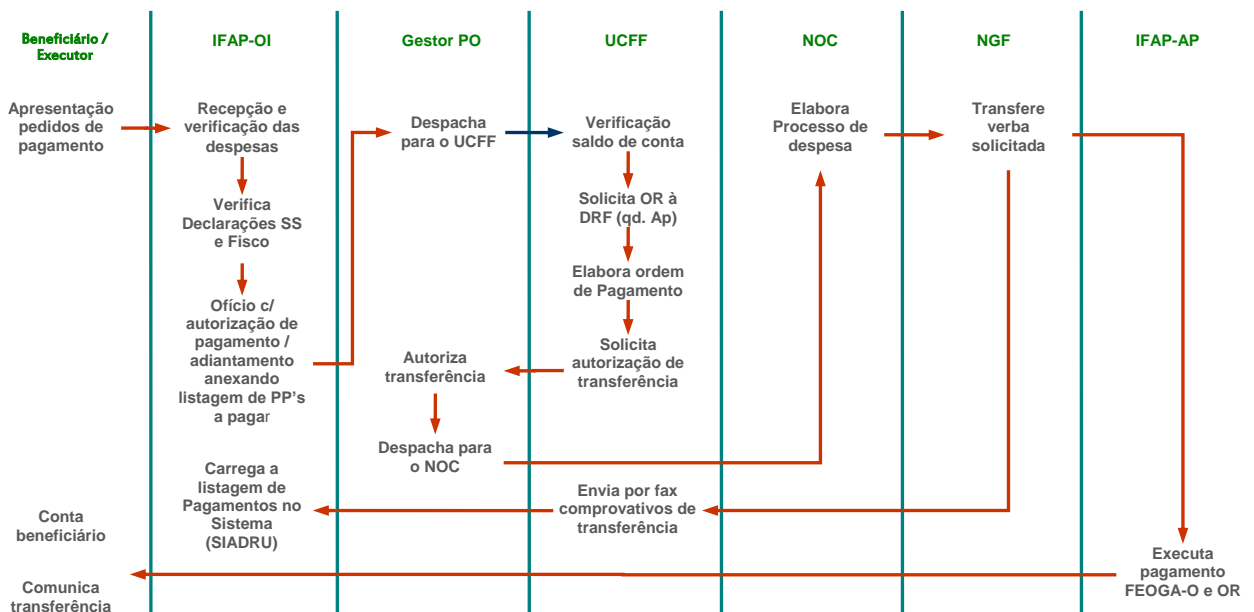 Beneficiário /
Executor
IFAP-OI
Gestor PO
UCFF
NOC
NGF
IFAP-AP
Apresentação
pedidos de
pagamento
Recepção e
verificação das
despesas
Despacha
para o UCFF
Verificação
saldo de conta
Elabora
Processo de
despesa
Transfere
verba
solicitada
Verifica
Declarações SS
e Fisco
Solicita OR à
DRF (qd. Ap)
Elabora ordem
de Pagamento
Ofício c/
autorização de
pagamento /
adiantamento
anexando
listagem de PP's
a pagar
Autoriza
transferência
Solicita
autorização de
transferência
Despacha para
o NOC
Carrega a
listagem de
Pagamentos no
Sistema
(SIADRU)
Envia por fax
comprovativos de
transferência
Conta
beneficiário
Executa
pagamento
FEOGA-O e OR
Comunica
transferência